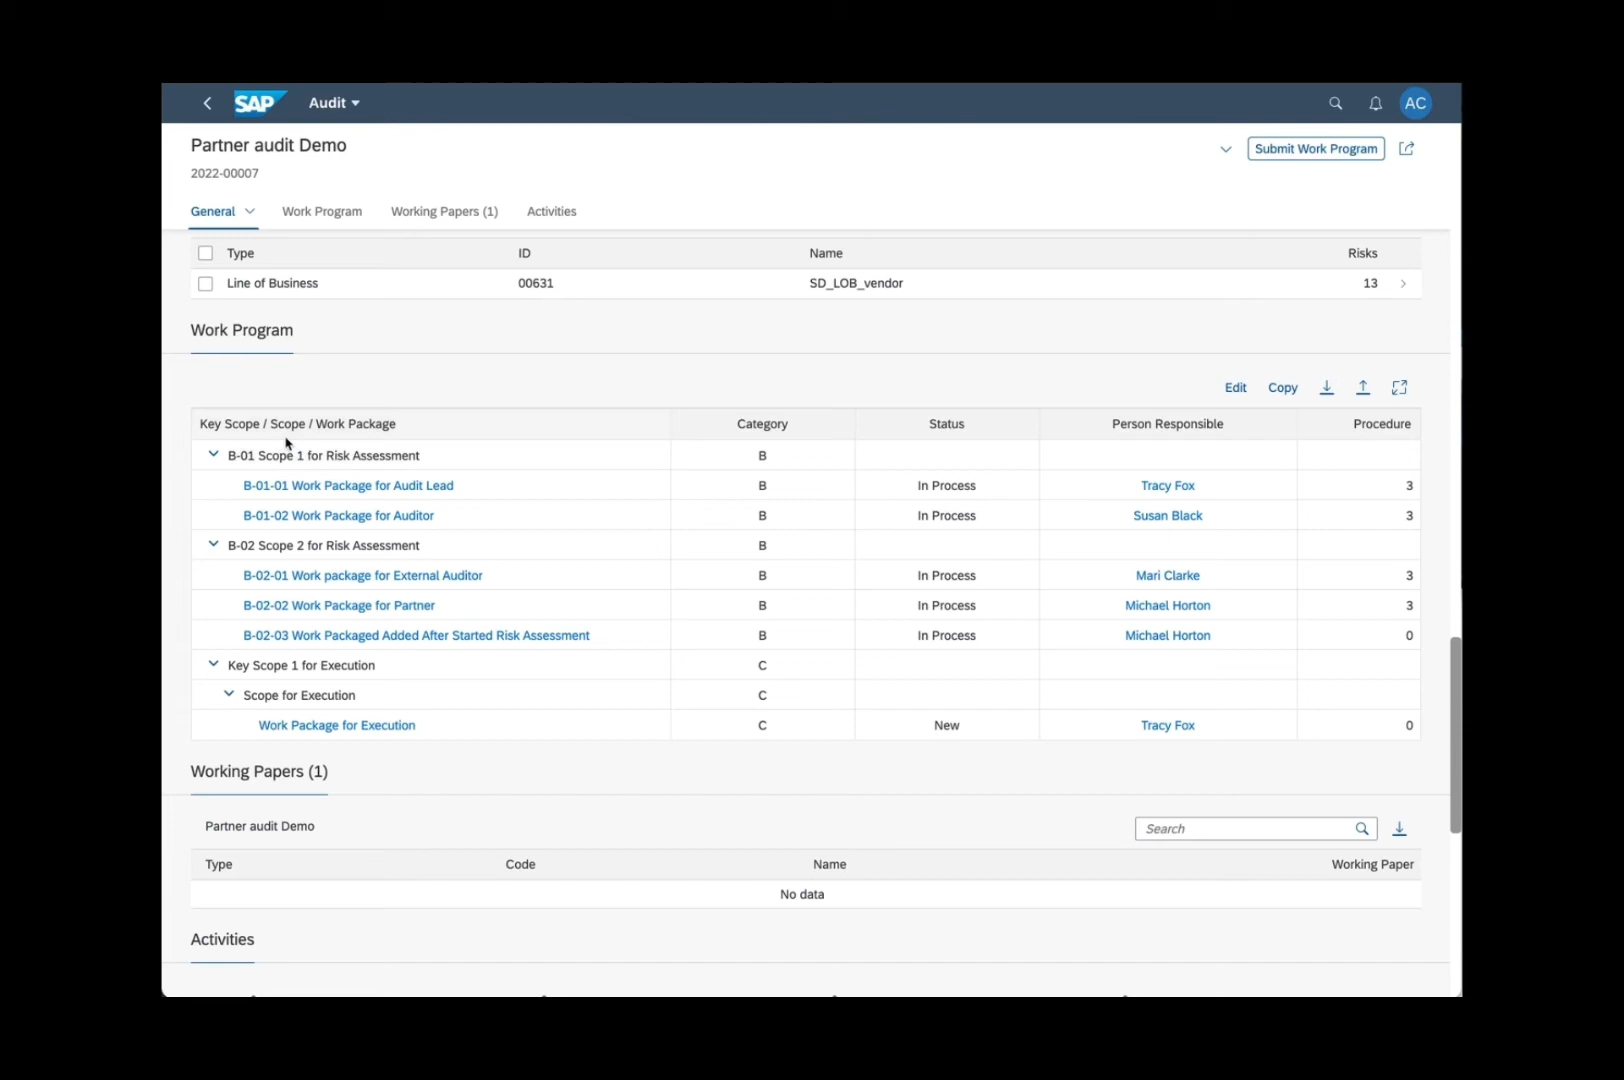 SAP Audit AC
Partner audit Demo Submit Work Program
2022-00007
General Work Program Working Papers (1) Activities
Type ID Name Risks
Line of Business 00631 SD_LOB_vendor 13
Work Program
Edit Copy
Key Scope / Scope / Work Package Category Status Person Responsible Procedure
B-01 Scope 1 for Risk Assessment B
B-01-01 Work Package for Audit Lead B In Process Tracy Fox 3
B-01-02 Work Package for Auditor B In Process Susan Black 3
B-02 Scope 2 for Risk Assessment B
B-02-01 Work package for External Auditor B In Process Mari Clarke 3
B-02-02 Work Package for Partner B In Process Michael Horton 3
B-02-03 Work Packaged Added After Started Risk Assessment B In Process Michael Horton 0
Key Scope 1 for Execution C
Scope for Execution C
Work Package for Execution C New Tracy Fox 0
Working Papers (1)
Partner audit Demo Search
Type Code Name Working Paper
No data
Activities